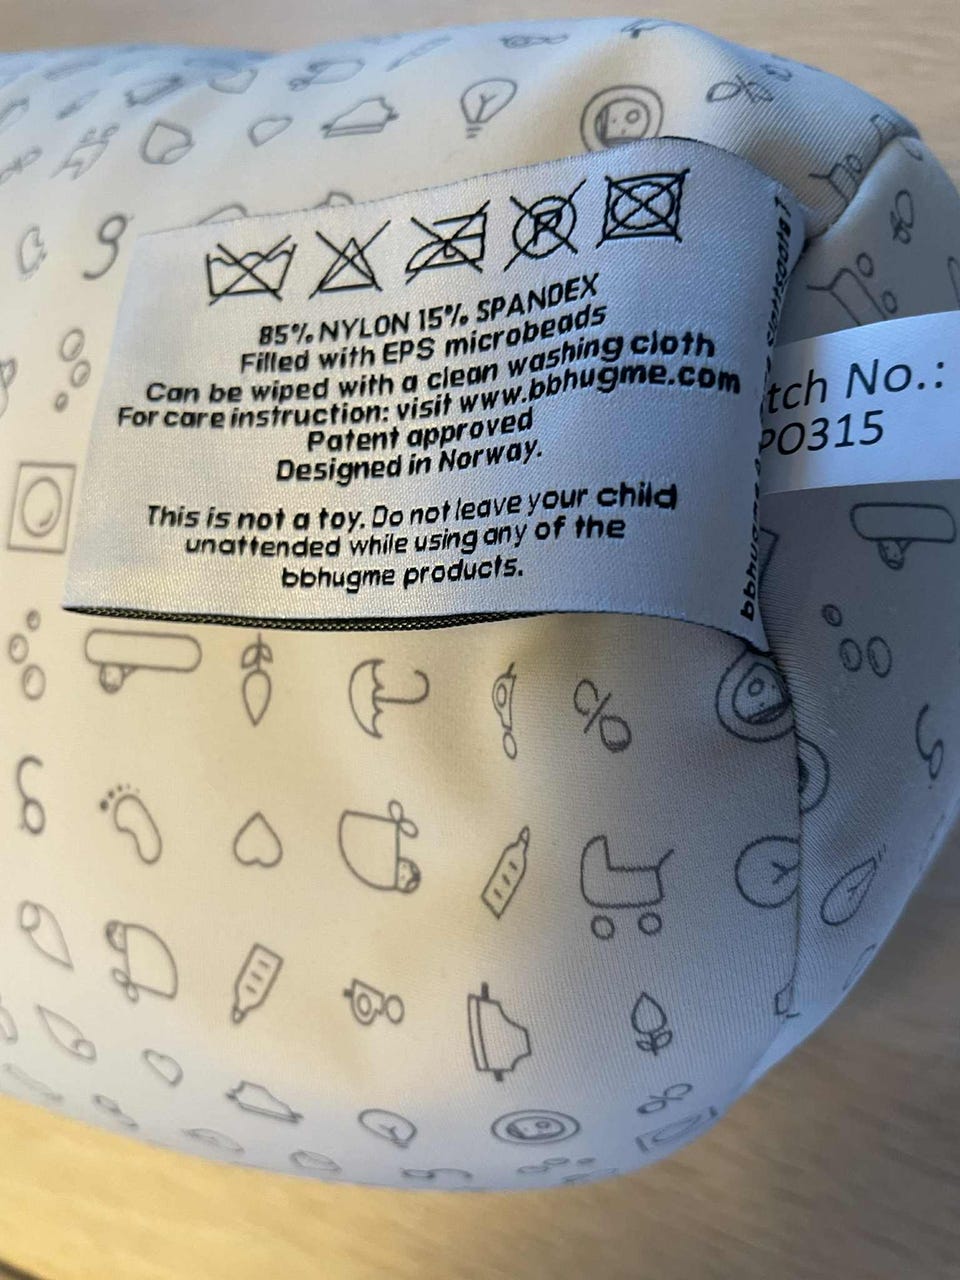 85% NYLON 15% SPANDEX
Filled with EPS microbeads
Can be wiped with a clean washing cloth
For care instruction: visit www.bbhugme.com
Patent approved
Designed in Norway.
This is not a toy. Do not leave your child
unattended while using any of the
bbhugme products.
tch No.:
PO315